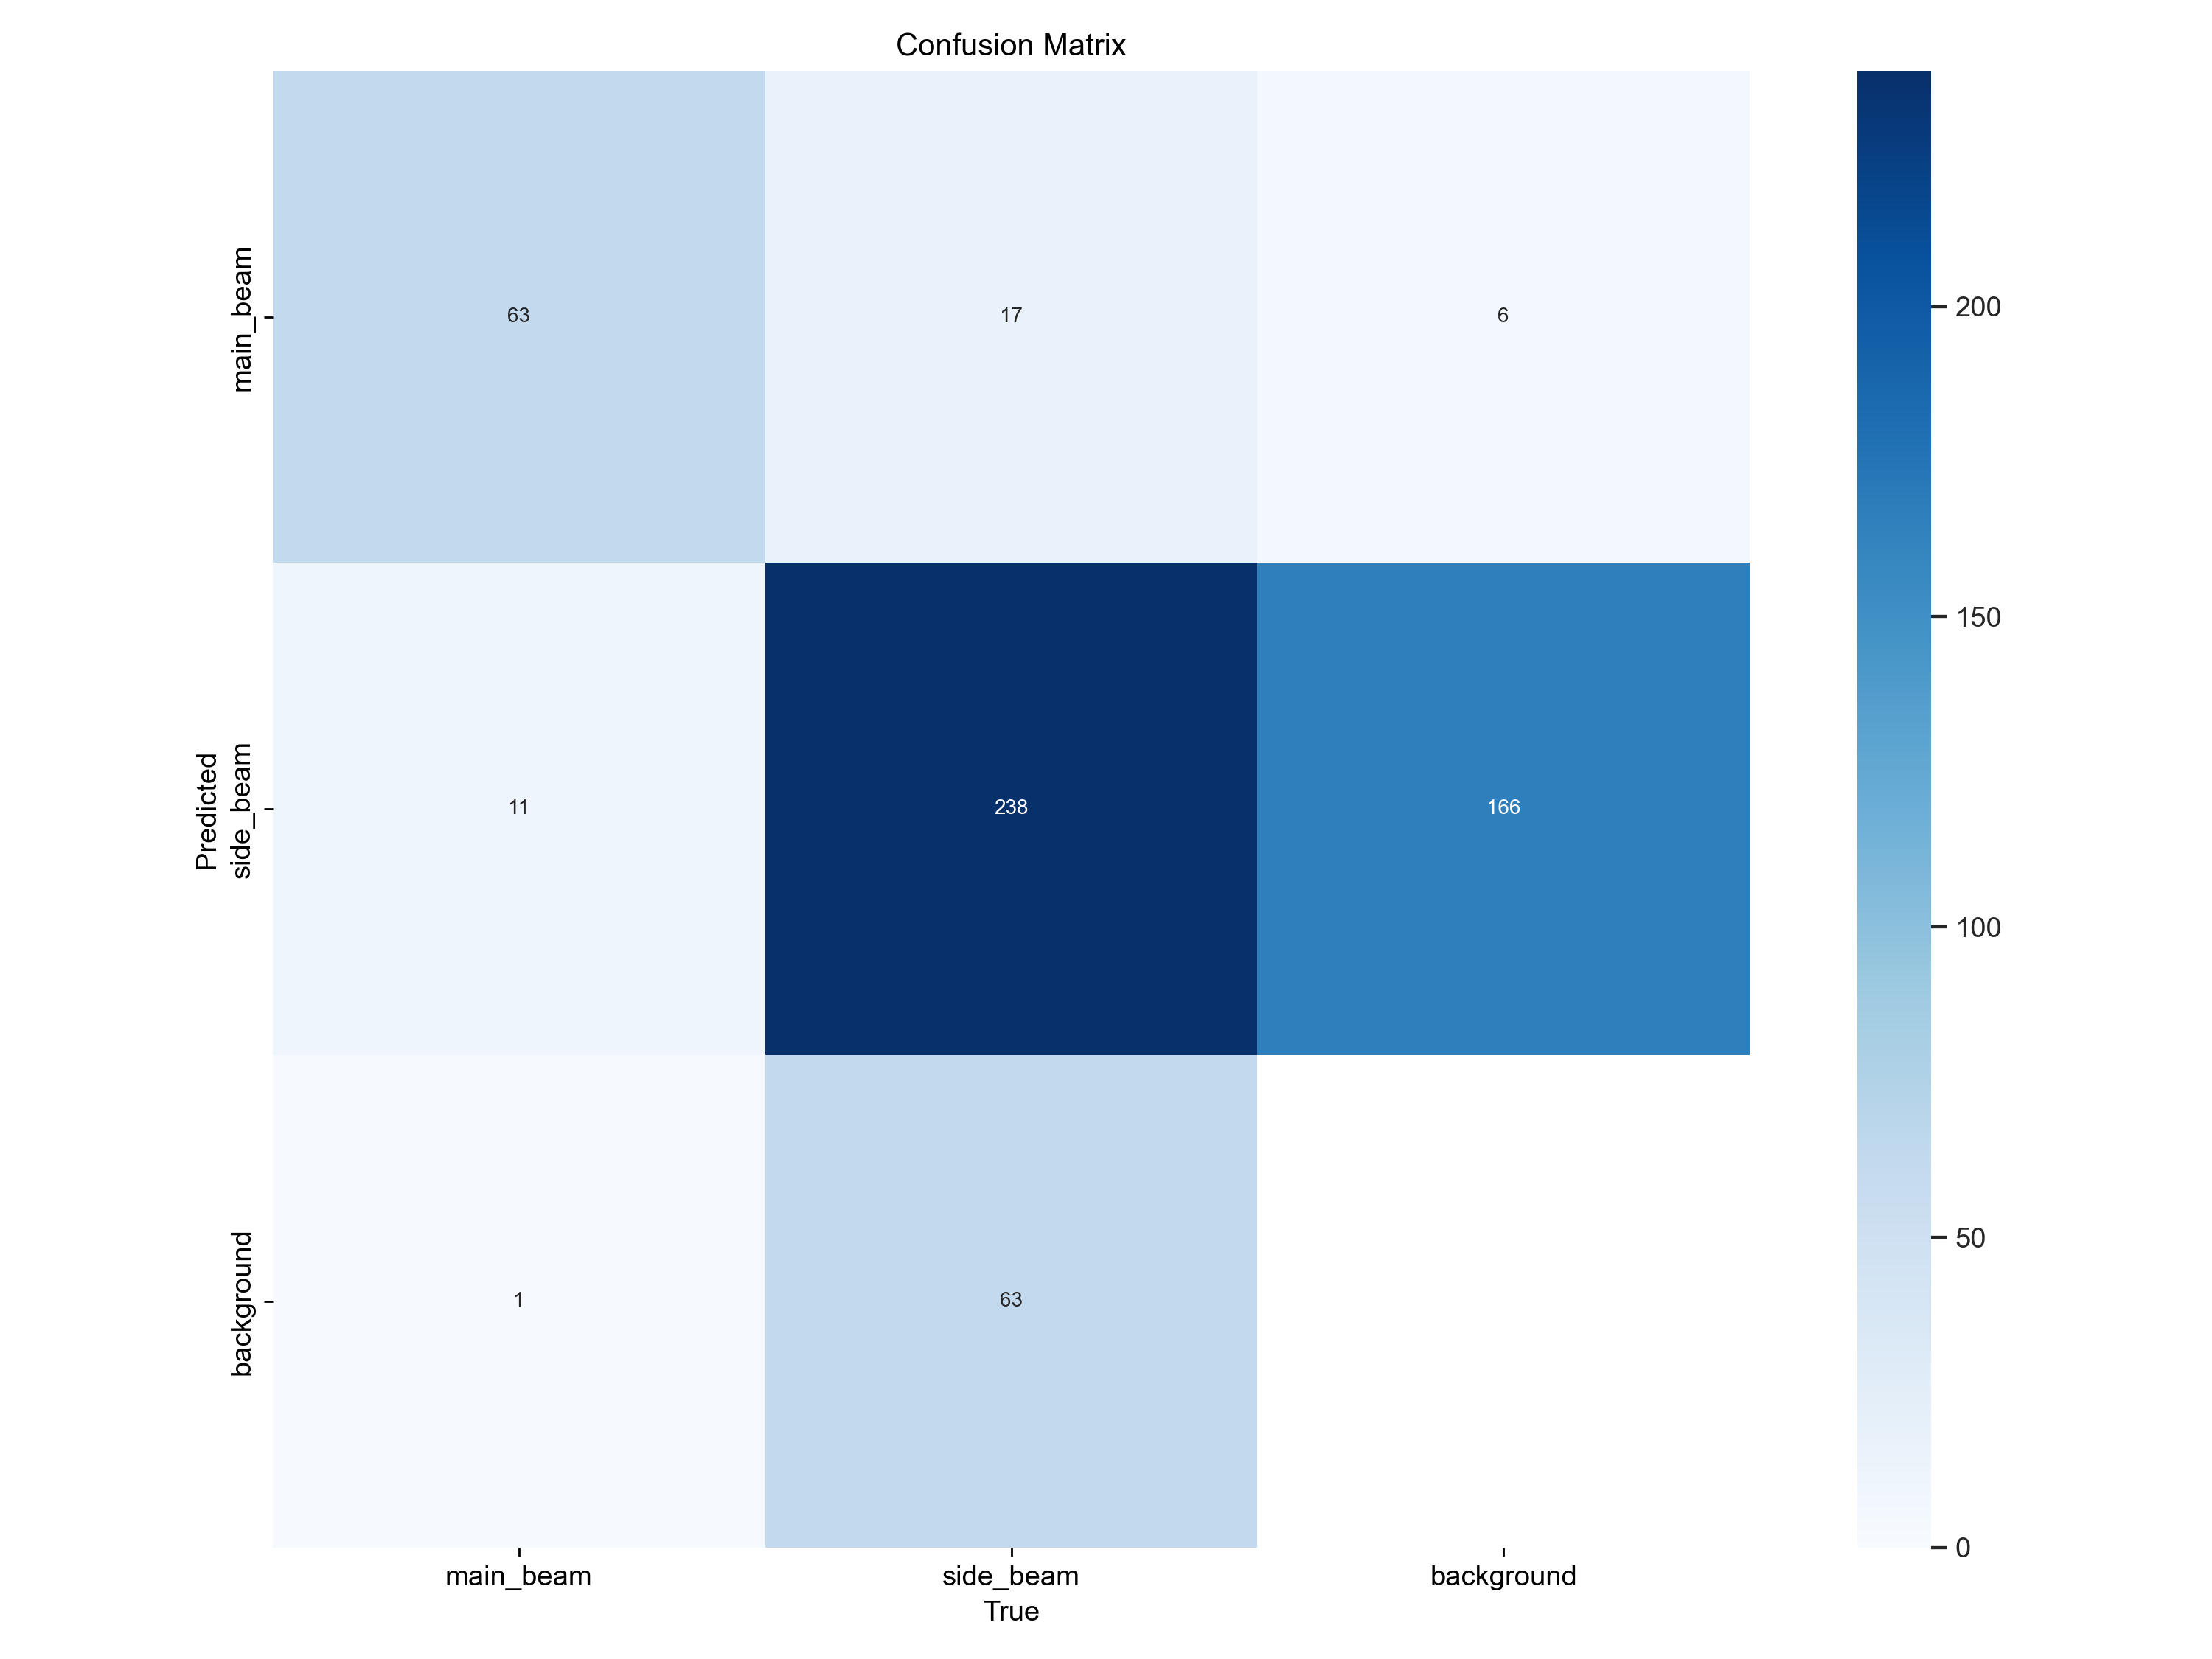 Confusion Matrix
main_beam
63
17
6
200
150
Predicted
side_beam
11
238
166
100
50
background
1
63
0
main_beam
side_beam
background
True